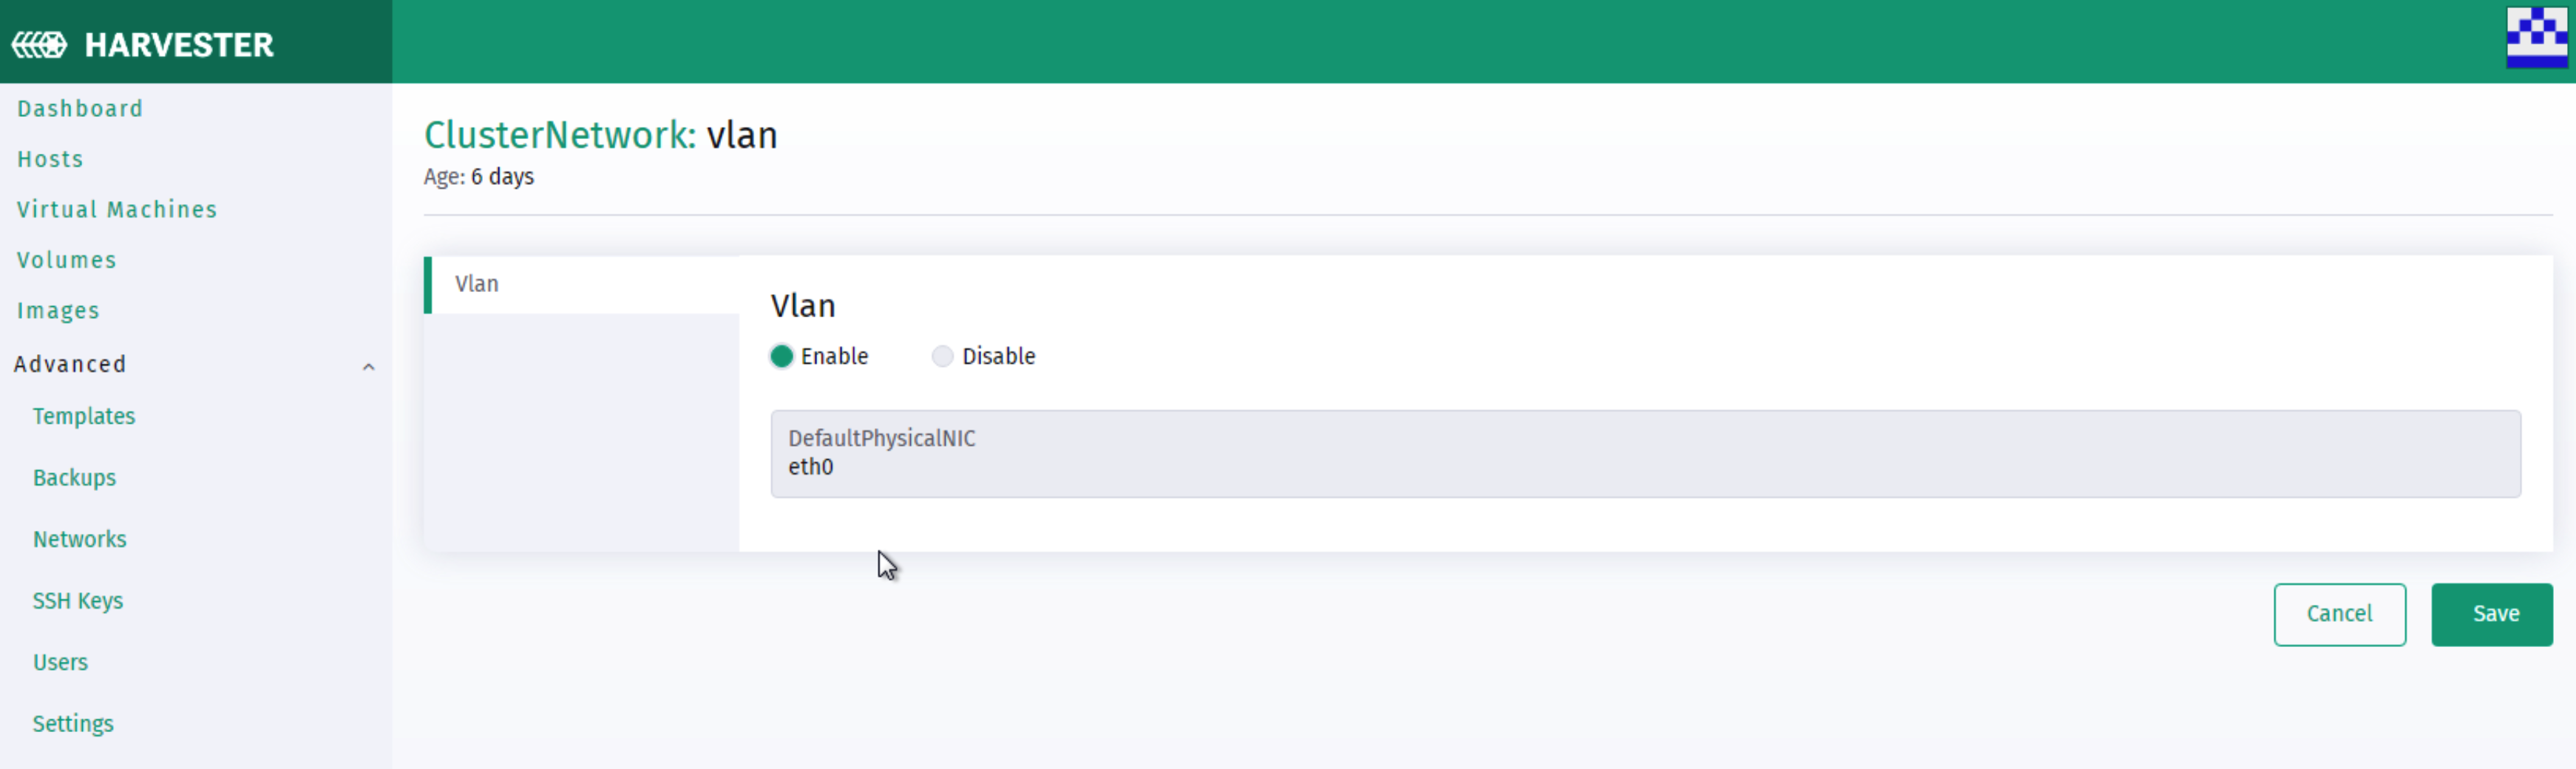 HARVESTER
Dashboard
Hosts
Virtual Machines
Volumes
Images
Advanced
Templates
Backups
Networks
SSH Keys
Users
Settings
ClusterNetwork: vlan
Age: 6 days
Vlan
Vlan
Enable Disable
DefaultPhysicalNIC
eth0
Cancel Save